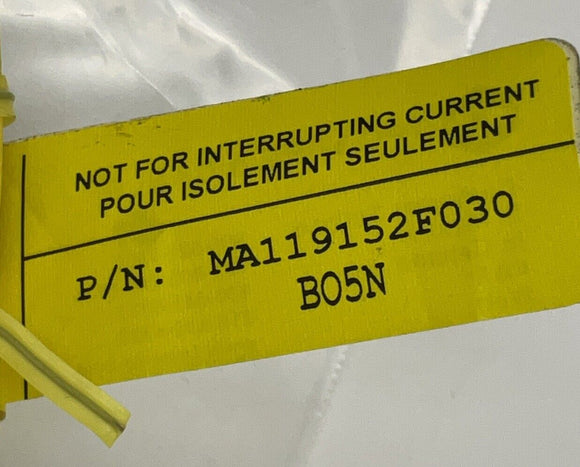 NOT FOR INTERRUPTING CURRENT
POUR ISOLEMENT SEULEMENT
P/N: MA119152F030
B05N